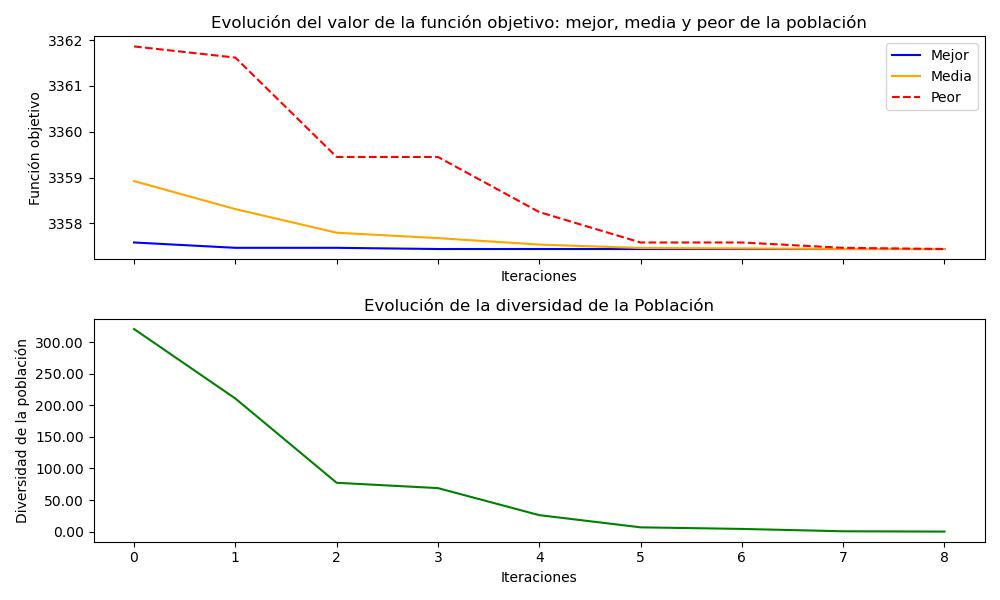 Evolución del valor de la función objetivo: mejor, media y peor de la población
3362
3361
3360
3359
3358
Función objetivo
Mejor
Media
Peor
Iteraciones
Evolución de la diversidad de la Población
300.00
250.00
200.00
150.00
100.00
50.00
0.00
Diversidad de la población
0 1 2 3 4 5 6 7 8
Iteraciones